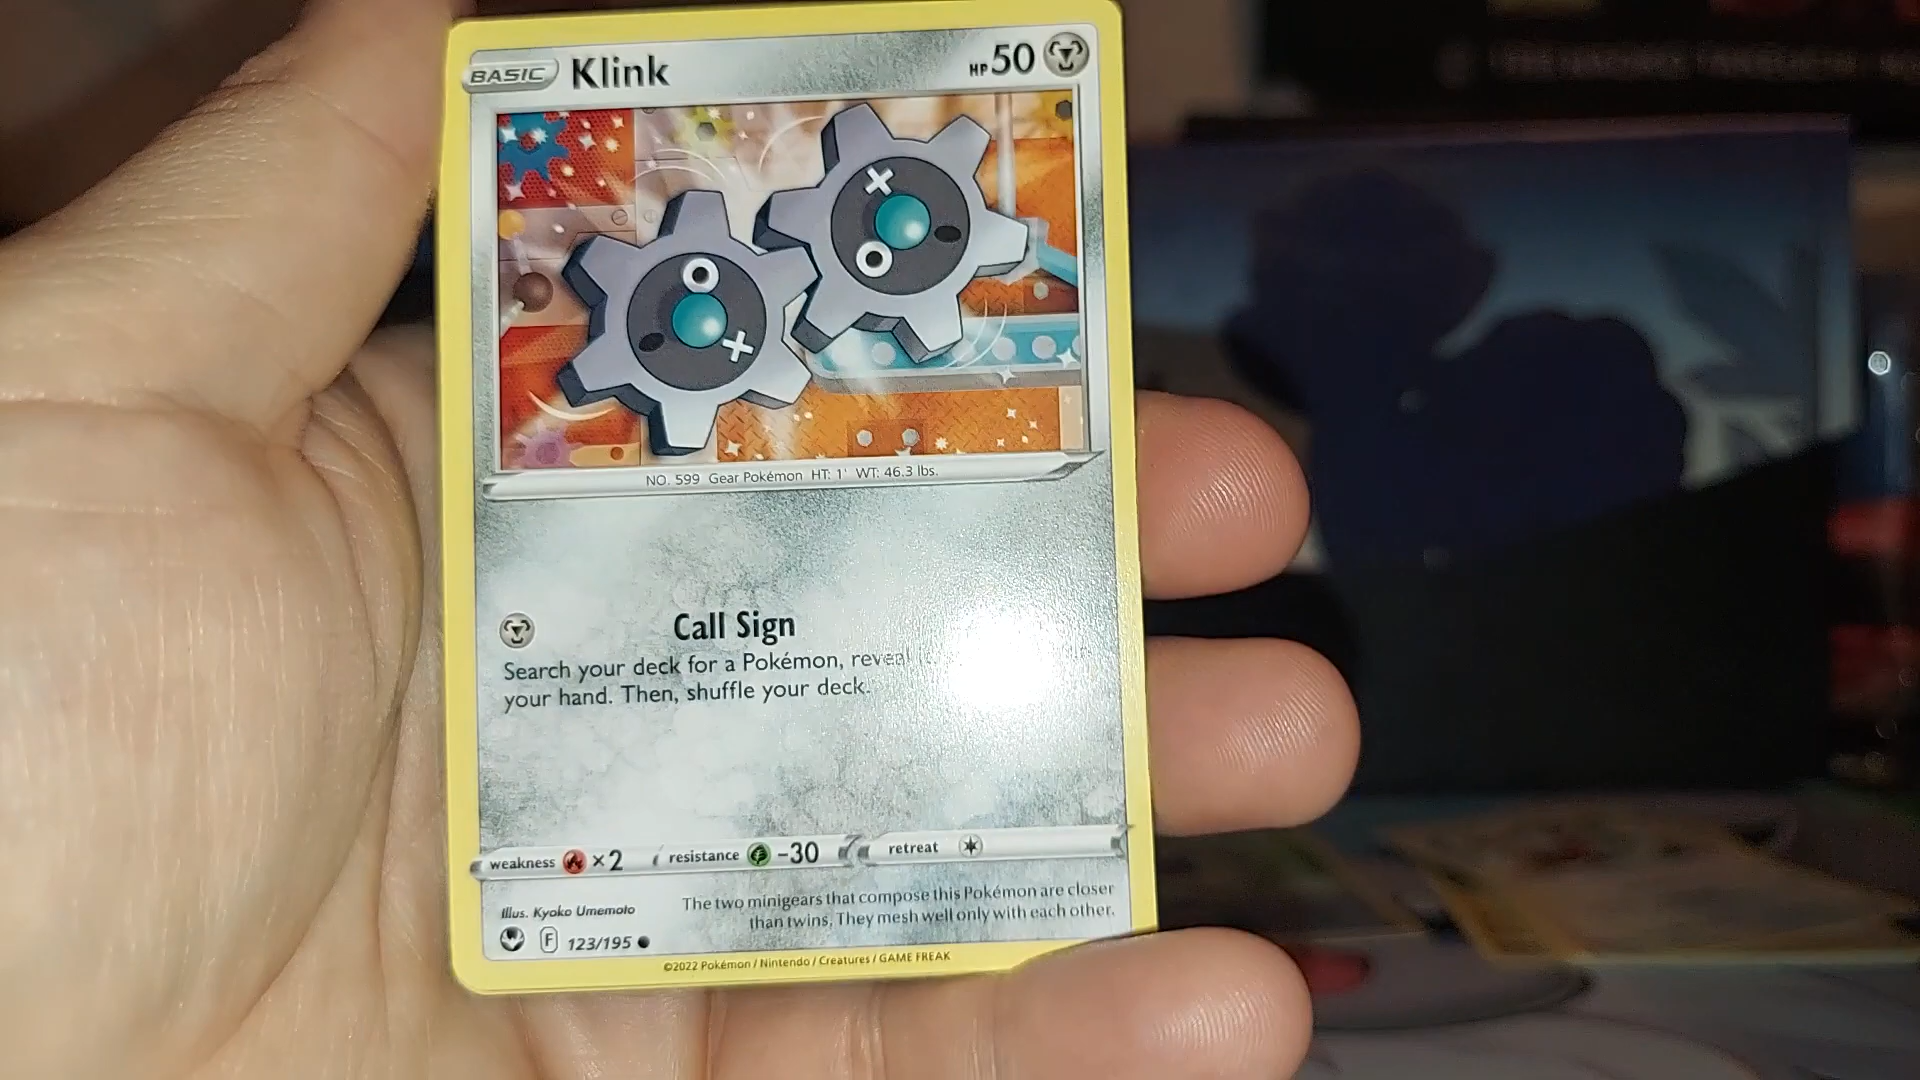 BASIC Klink HP50
NO. 599 Gear Pokémon HT: 1' WT: 46.3 lbs.
Call Sign
Search your deck for a Pokémon, reveal
your hand. Then, shuffle your deck.
weakness ×2 resistance -30 retreat
Illus. Kyoko Umemoto
The two minigears that compose this Pokémon are closer
than twins. They mesh well only with each other.
F 123/195
©2022 Pokémon / Nintendo / Creatures / GAME FREAK